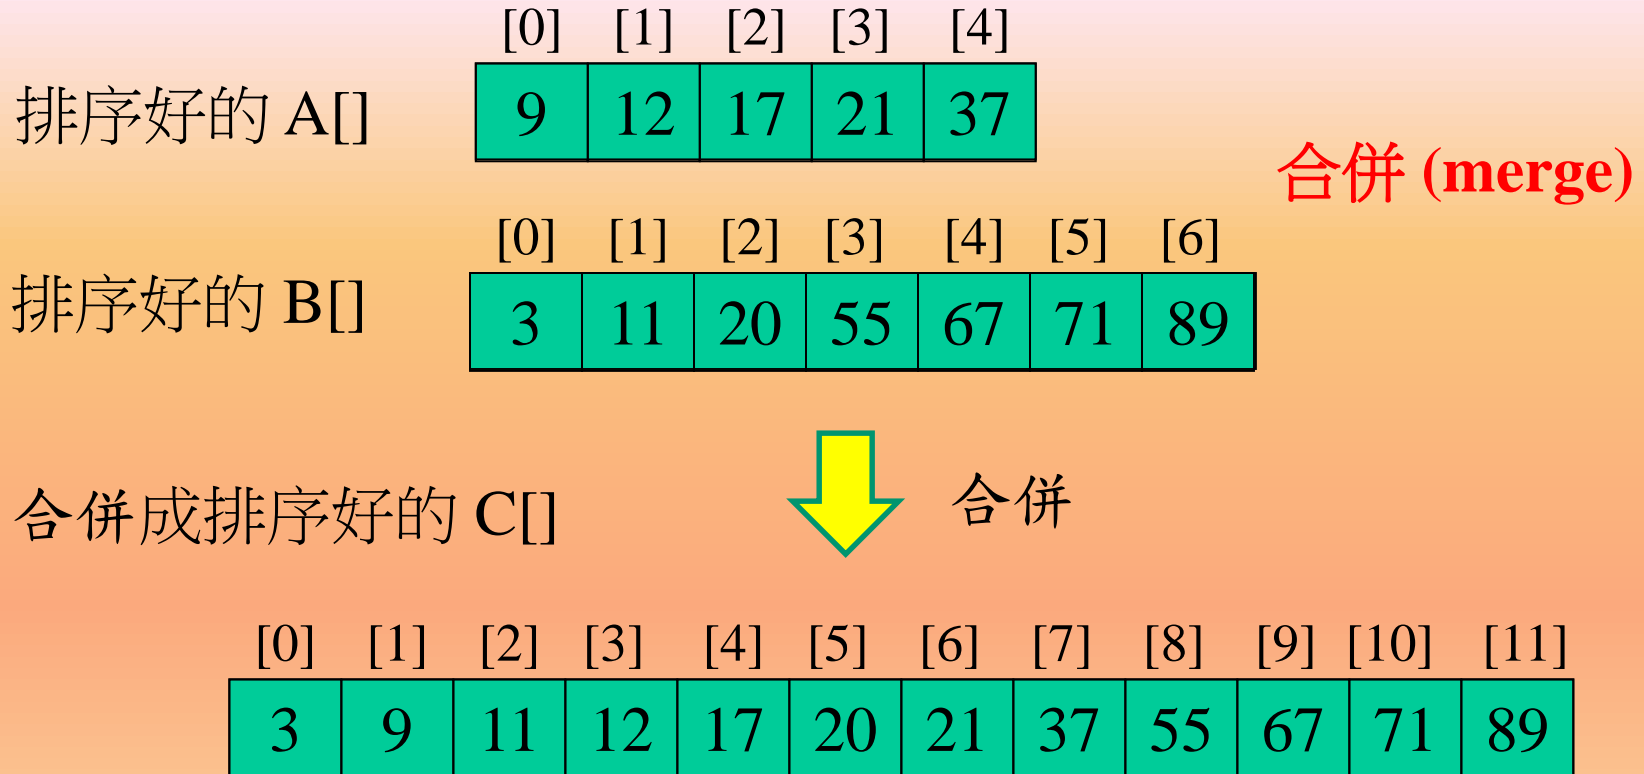 [0] [1] [2] [3] [4]
排序好的 A[] 9 12 17 21 37
合併 (merge)
[0] [1] [2] [3] [4] [5] [6]
排序好的 B[] 3 11 20 55 67 71 89
合併成排序好的 C[] 合併
[0] [1] [2] [3] [4] [5] [6] [7] [8] [9] [10] [11]
3 9 11 12 17 20 21 37 55 67 71 89